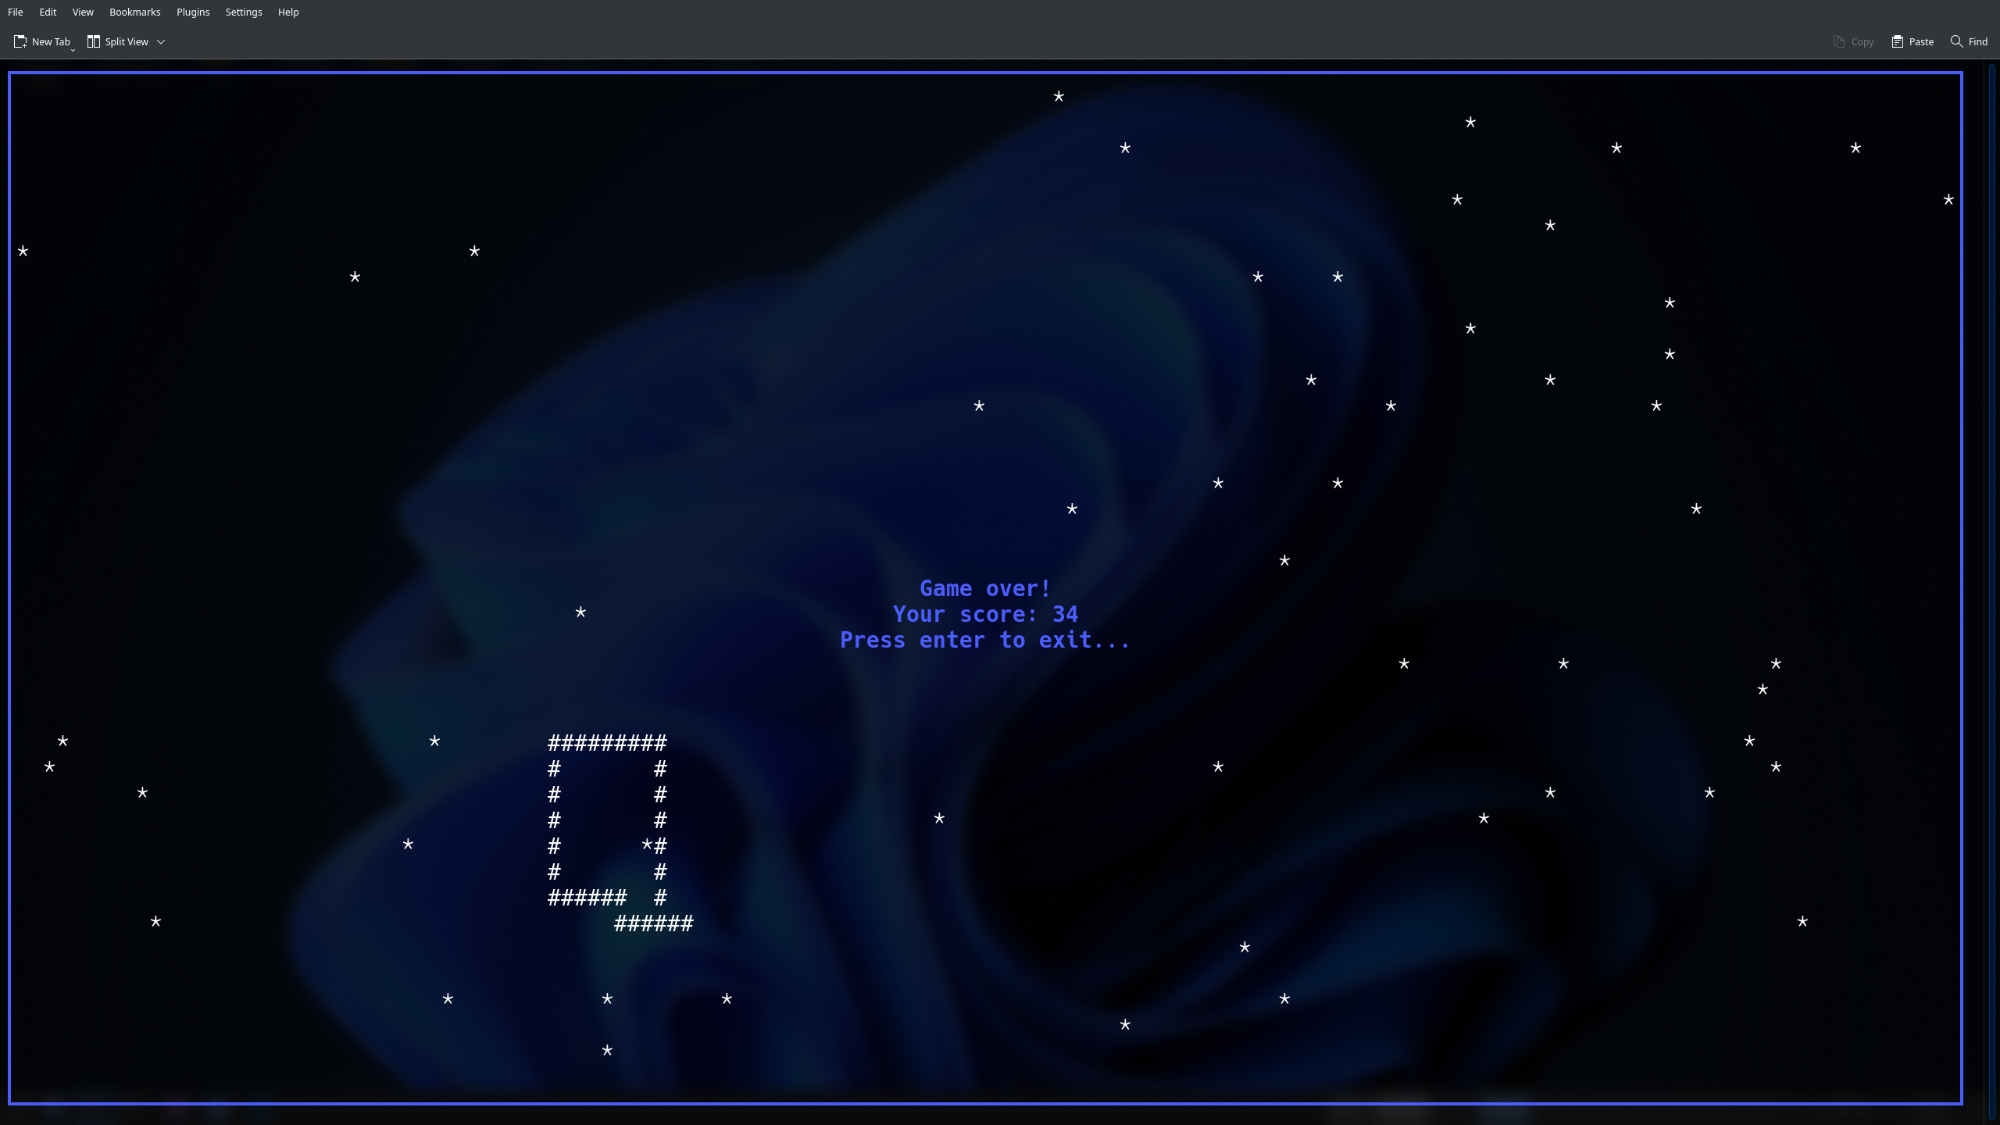 File Edit View Bookmarks Plugins Settings Help
New Tab Split View Copy Paste Find
Game over!
Your score: 34
Press enter to exit...
#########
# #
# #
# #
# *#
# #
###### #
######